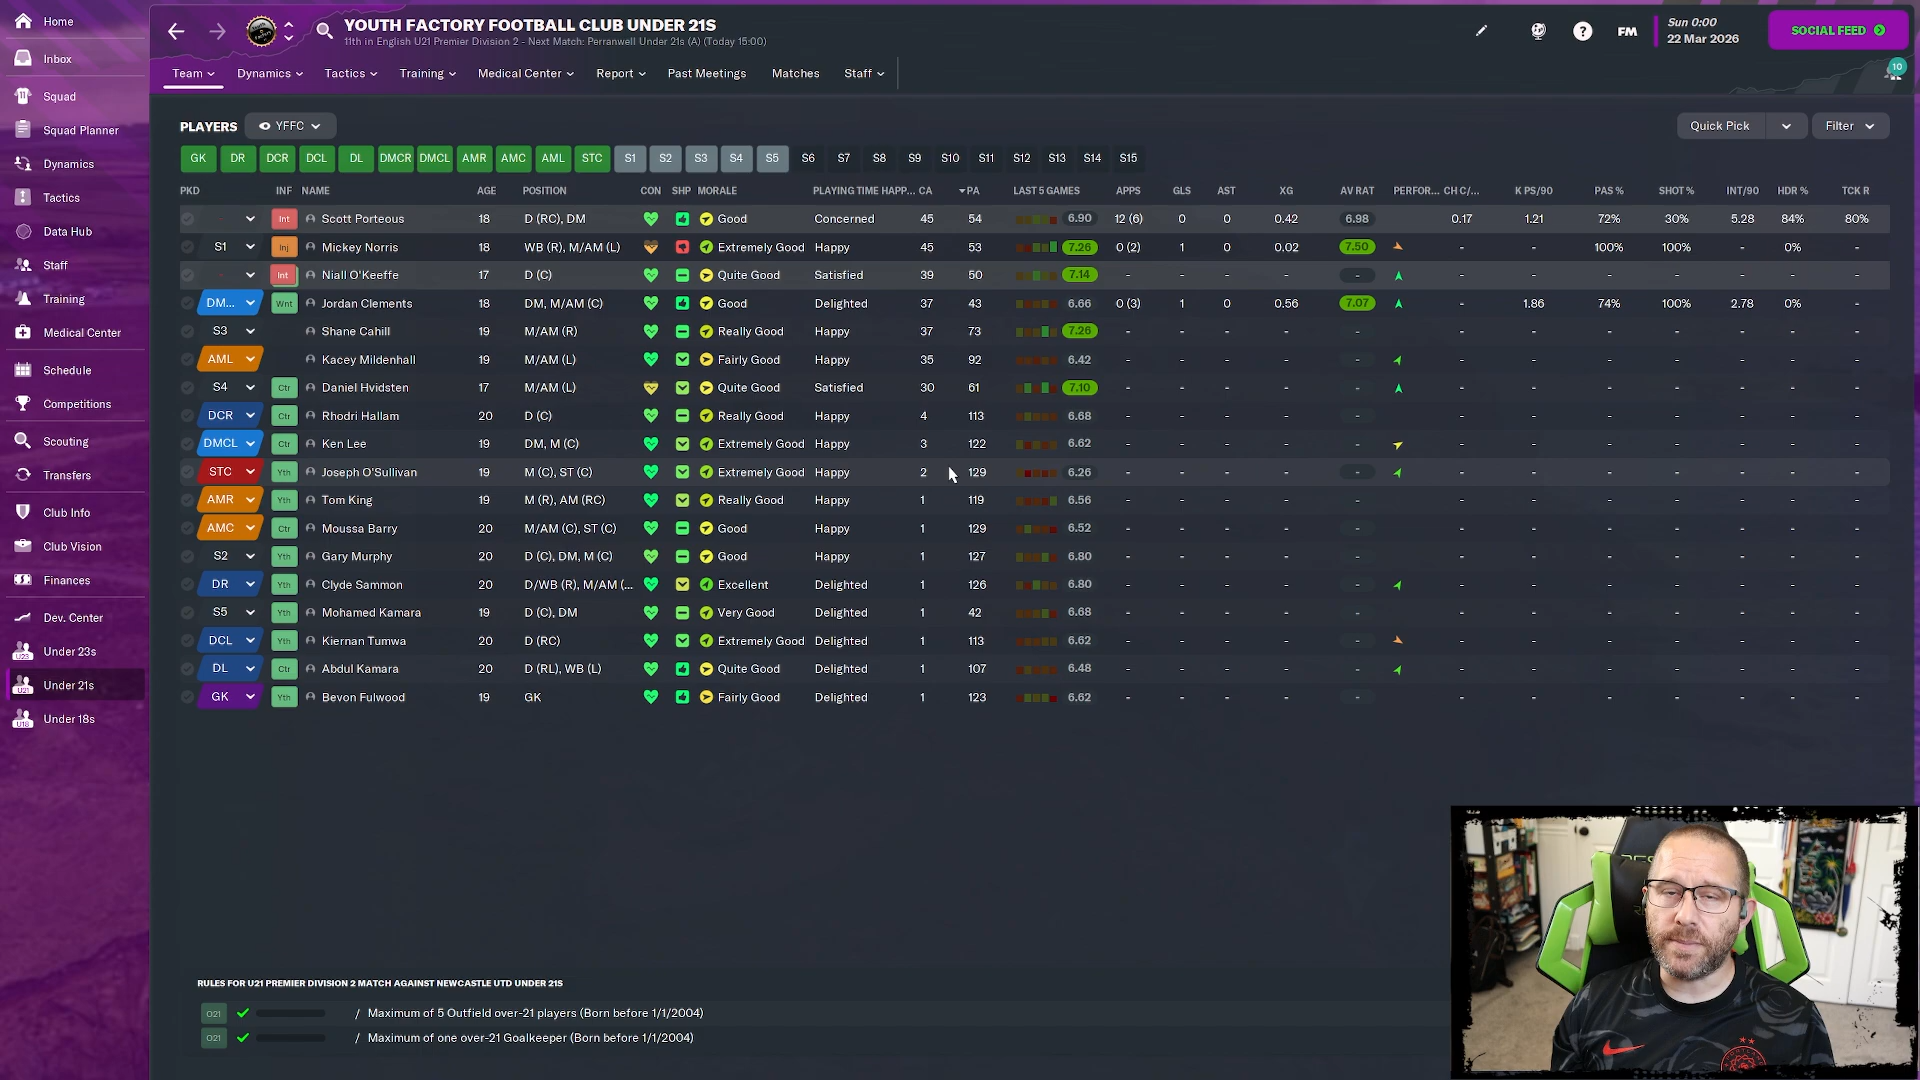 Home
Inbox
Squad
Squad Planner
Dynamics
Tactics
Data Hub
Staff
Training
Medical Center
Schedule
Competitions
Scouting
Transfers
Club Info
Club Vision
Finances
Dev. Center
Under 23s
Under 21s
Under 18s
YOUTH FACTORY FOOTBALL CLUB UNDER 21S
11th in English U21 Premier Division 2 - Next Match: Perranwell Under 21s (A) (Today 15:00)
FM
Sun 0:00
22 Mar 2026
SOCIAL FEED
10
Team Dynamics Tactics Training Medical Center Report Past Meetings Matches Staff
PLAYERS YFFC Quick Pick Filter
GK DR DCR DCL DL DMCR DMCL AMR AMC AML STC S1 S2 S3 S4 S5 S6 S7 S8 S9 S10 S11 S12 S13 S14 S15
PKD INF NAME AGE POSITION CON SHP MORALE PLAYING TIME HAPP... CA PA LAST 5 GAMES APPS GLS AST XG AV RAT PERFOR... CH C/... K PS/90 PAS % SHOT % INT/90 HDR % TCK R
- Int Scott Porteous 18 D (RC), DM Good Concerned 45 54 6.90 12 (6) 0 0 0.42 6.98 0.17 1.21 72% 30% 5.28 84% 80%
S1 Inj Mickey Norris 18 WB (R), M/AM (L) Extremely Good Happy 45 53 7.26 0 (2) 1 0 0.02 7.50 - - 100% 100% - 0% -
- Int Niall O'Keeffe 17 D (C) Quite Good Satisfied 39 50 7.14 - - - - - - - - - - - -
DM... Wnt Jordan Clements 18 DM, M/AM (C) Good Delighted 37 43 6.66 0 (3) 1 0 0.56 7.07 - 1.86 74% 100% 2.78 0% -
S3 Shane Cahill 19 M/AM (R) Really Good Happy 37 73 7.26 - - - - - - - - - - - -
AML Kacey Mildenhall 19 M/AM (L) Fairly Good Happy 35 92 6.42 - - - - - - - - - - - -
S4 Ctr Daniel Hvidsten 17 M/AM (L) Quite Good Satisfied 30 61 7.10 - - - - - - - - - - - -
DCR Ctr Rhodri Hallam 20 D (C) Really Good Happy 4 113 6.68 - - - - - - - - - - - -
DMCL Ctr Ken Lee 19 DM, M (C) Extremely Good Happy 3 122 6.62 - - - - - - - - - - - -
STC Yth Joseph O'Sullivan 19 M (C), ST (C) Extremely Good Happy 2 129 6.26 - - - - - - - - - - - -
AMR Yth Tom King 19 M (R), AM (RC) Really Good Happy 1 119 6.56 - - - - - - - - - - - -
AMC Ctr Moussa Barry 20 M/AM (C), ST (C) Good Happy 1 129 6.52 - - - - - - - - - - - -
S2 Yth Gary Murphy 20 D (C), DM, M (C) Good Happy 1 127 6.80 - - - - - - - - - - - -
DR Yth Clyde Sammon 20 D/WB (R), M/AM (... Excellent Delighted 1 126 6.80 - - - - - - - - - - - -
S5 Yth Mohamed Kamara 19 D (C), DM Very Good Delighted 1 42 6.68 - - - - - - - - - - - -
DCL Yth Kiernan Tumwa 20 D (RC) Extremely Good Delighted 1 113 6.62 - - - - - - - - - - - -
DL Ctr Abdul Kamara 20 D (RL), WB (L) Quite Good Delighted 1 107 6.48 - - - - - - - - - - - -
GK Yth Bevon Fulwood 19 GK Fairly Good Delighted 1 123 6.62 - - - - - - - - - - - -
RULES FOR U21 PREMIER DIVISION 2 MATCH AGAINST NEWCASTLE UTD UNDER 21S
O21 / Maximum of 5 Outfield over-21 players (Born before 1/1/2004)
O21 / Maximum of one over-21 Goalkeeper (Born before 1/1/2004)